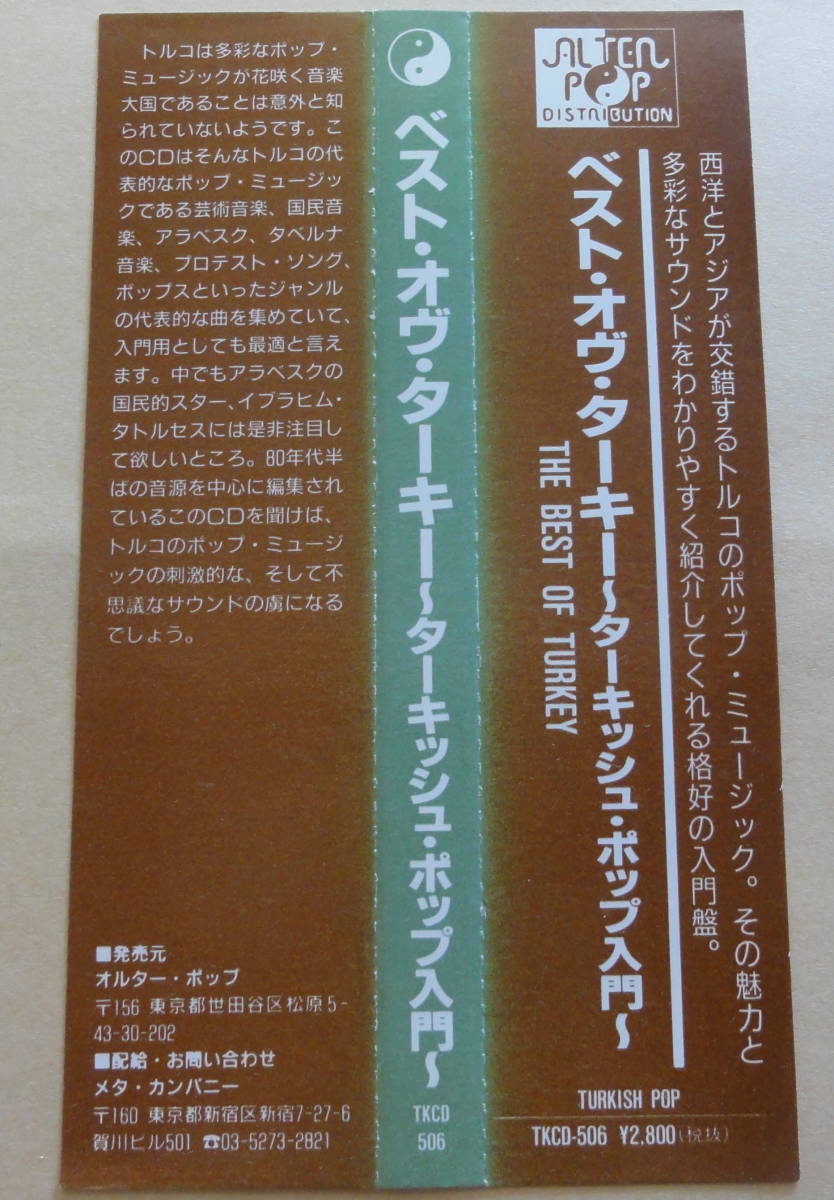 ALTER
POP
DISTRIBUTION
西洋とアジアが交錯するトルコのポップ・ミュージック。その魅力と
多彩なサウンドをわかりやすく紹介してくれる格好の入門盤。
ベスト・オヴ・ターキー〜ターキッシュ・ポップ入門〜
THE BEST OF TURKEY
TURKISH POP
TKCD-506 ¥2,800(税抜)
ベスト・オヴ・ターキー〜ターキッシュ・ポップ入門〜
TKCD
506
トルコは多彩なポップ・
ミュージックが花咲く音楽
大国であることは意外と知
られていないようです。こ
のCDはそんなトルコの代
表的なポップ・ミュージッ
クである芸術音楽、国民音
楽、アラベスク、タベルナ
音楽、プロテスト・ソング、
ポップスといったジャンル
の代表的な曲を集めていて、
入門用としても最適と言え
ます。中でもアラベスクの
国民的スター、イブラヒム・
タトルセスには是非注目し
て欲しいところ。80年代半
ばの音源を中心に編集され
ているこのCDを聞けば、
トルコのポップ・ミュージ
ックの刺激的な、そして不
思議なサウンドの虜になる
でしょう。
■発売元
オルター・ポップ
〒156 東京都世田谷区松原5-
43-30-202
■配給・お問い合わせ
メタ・カンパニー
〒160 東京都新宿区新宿7-27-6
賀川ビル501 ☎03-5273-2821